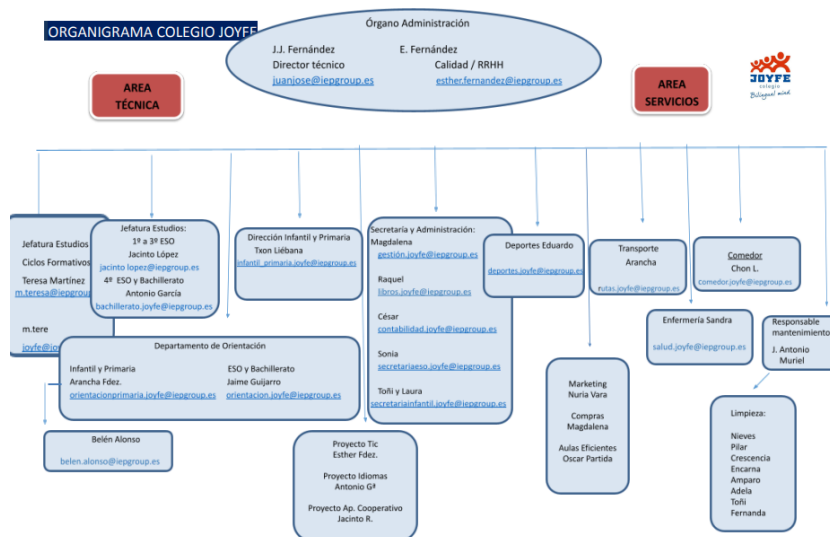 ORGANIGRAMA COLEGIO JOYFE
Órgano Administración
J.J. Fernández E. Fernández
Director técnico Calidad / RRHH
juanjose@iepgroup.es esther.fernandez@iepgroup.es
AREA
TÉCNICA
AREA
SERVICIOS
JOYFE
colegio
Bilingual mind
Jefatura Estudios
Ciclos Formativos
Teresa Martínez
m.teresa@iepgroup
m.tere
Jefatura Estudios:
1º a 3º ESO
Jacinto López
jacinto lopez@iepgroup.es
4º ESO y Bachillerato
Antonio García
bachillerato.joyfe@iepgroup.es
Dirección Infantil y Primaria
Txon Liébana
infantil_primaria.joyfe@iepgroup.es
Secretaría y Administración:
Magdalena
gestión.joyfe@iepgroup.es
Raquel
libros.joyfe@iepgroup.es
César
contabilidad.joyfe@iepgroup.es
Sonia
secretariaeso.joyfe@iepgroup.es
Toñi y Laura
secretariainfantil.joyfe@iepgroup.es
Deportes Eduardo
deportes.joyfe@iepgroup.es
Transporte
Arancha
rutas.joyfe@iepgroup.es
Comedor
Chon L.
comedor.joyfe@iepgroup.es
Enfermería Sandra
salud.joyfe@iepgroup.es
Responsable
mantenimiento
J. Antonio
Muriel
Departamento de Orientación
Infantil y Primaria ESO y Bachillerato
Arancha Fdez. Jaime Guijarro
orientacionprimaria.joyfe@iepgroup.es orientacion.joyfe@iepgroup.es
Belén Alonso
belen.alonso@iepgroup.es
Proyecto Tic
Esther Fdez.
Proyecto Idiomas
Antonio Gª
Proyecto Ap. Cooperativo
Jacinto R.
Marketing
Nuria Vara
Compras
Magdalena
Aulas Eficientes
Oscar Partida
Limpieza:
Nieves
Pilar
Crescencia
Encarna
Amparo
Adela
Toñi
Fernanda